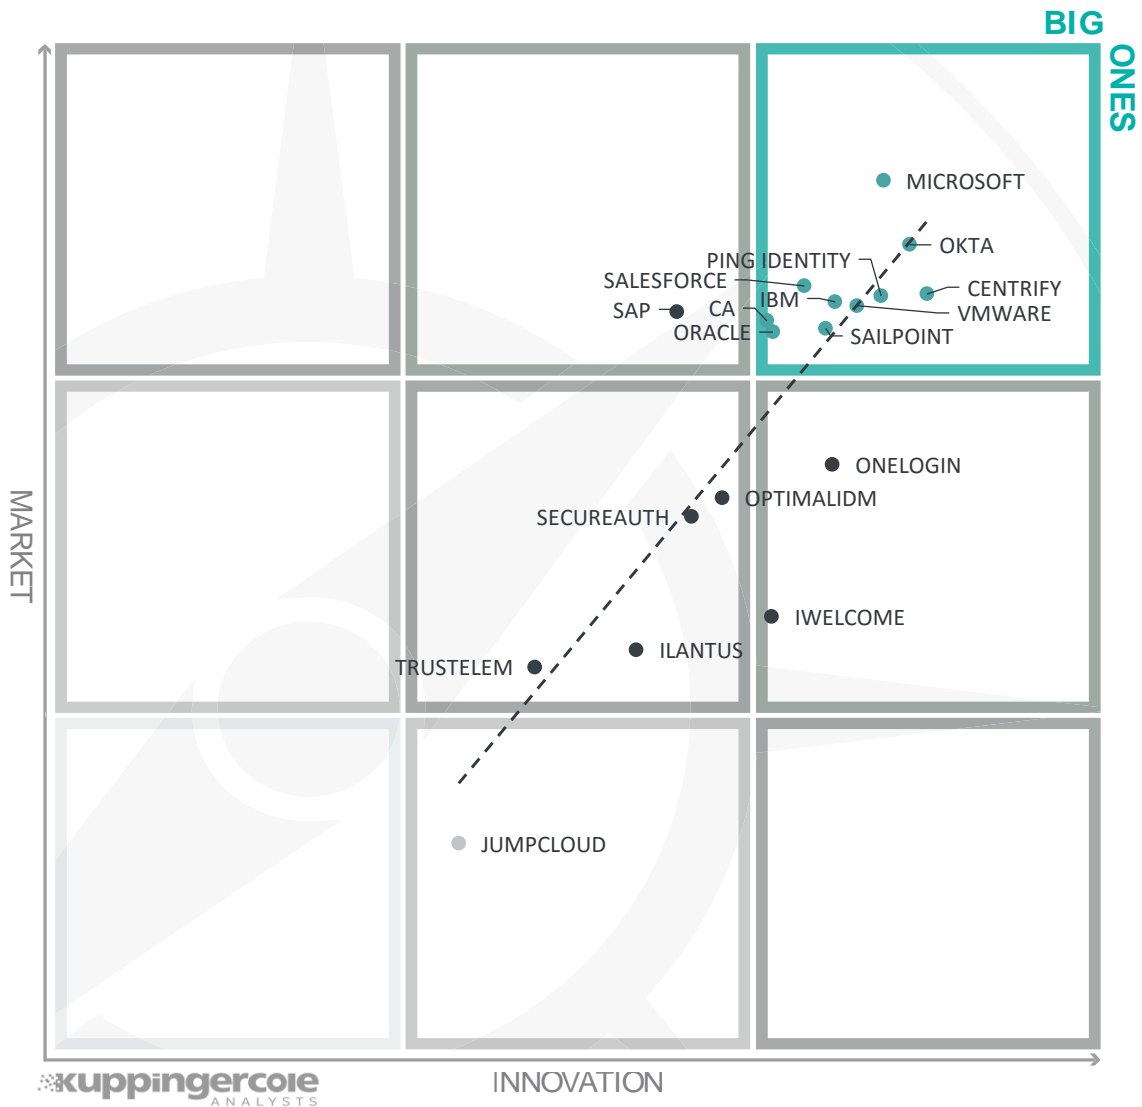 BIG
ONES
MICROSOFT
OKTA
PING IDENTITY
SALESFORCE
CENTRIFY
IBM
SAP
CA
VMWARE
ORACLE
SAILPOINT
ONELOGIN
OPTIMALIDM
SECUREAUTH
MARKET
IWELCOME
ILANTUS
TRUSTELEM
JUMPCLOUD
kuppingercole
ANALYSTS
INNOVATION